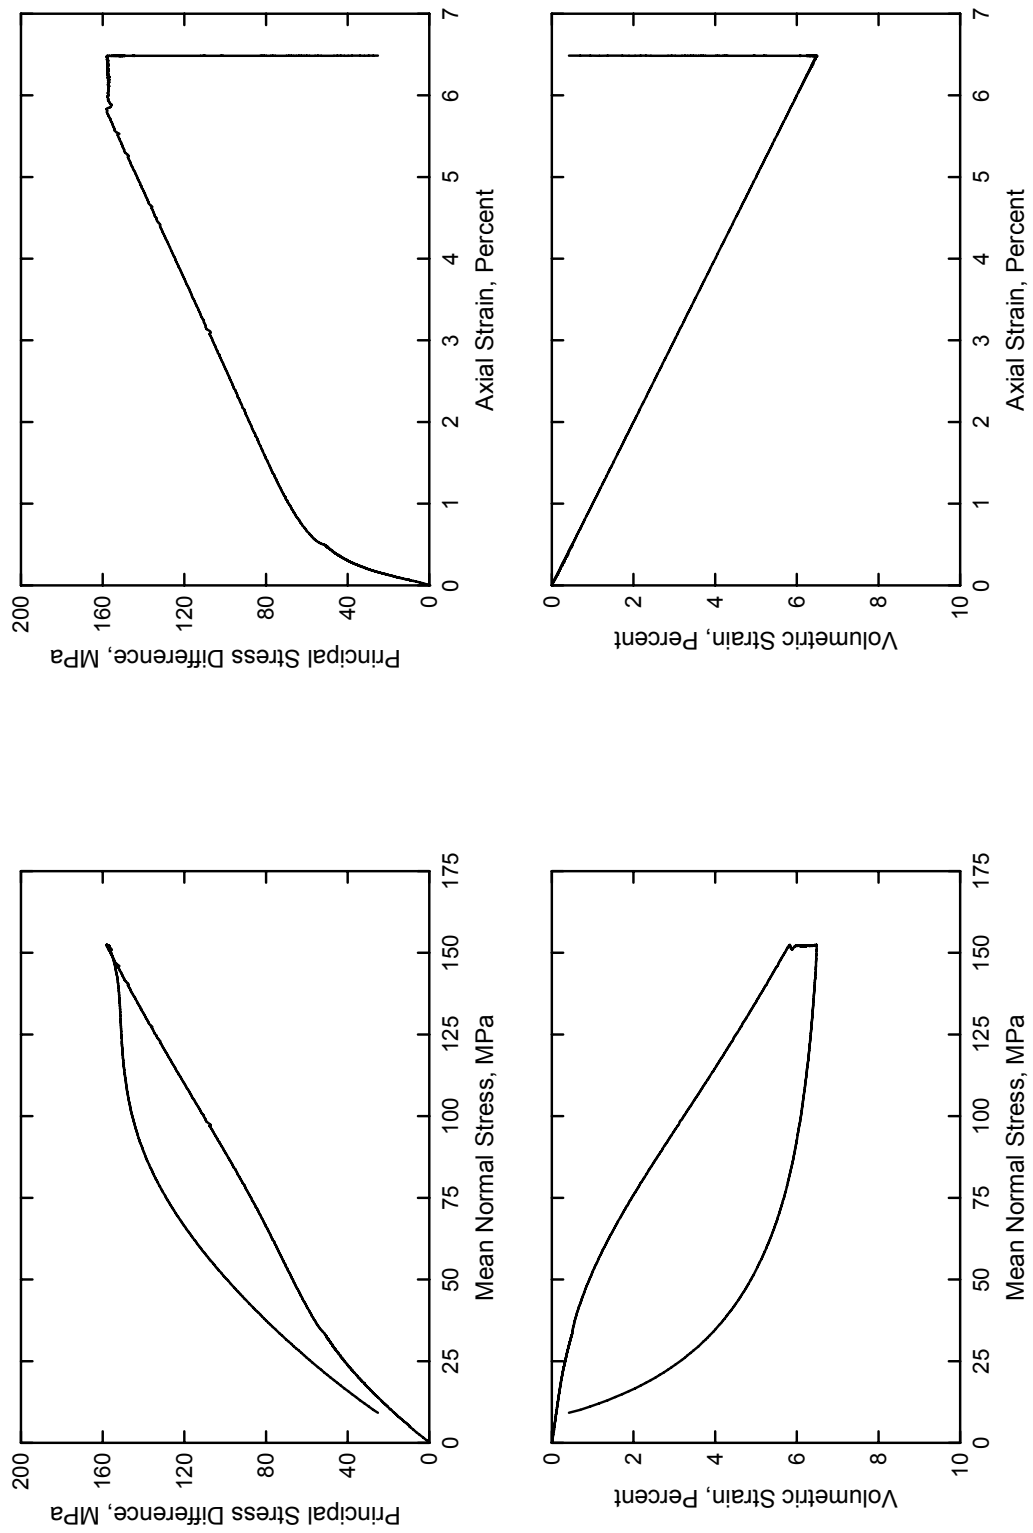 Principal Stress Difference, MPa
200
160
120
80
40
0
0 25 50 75 100 125 150 175
Mean Normal Stress, MPa
Principal Stress Difference, MPa
200
160
120
80
40
0
0 1 2 3 4 5 6 7
Axial Strain, Percent
Volumetric Strain, Percent
0
2
4
6
8
10
0 25 50 75 100 125 150 175
Mean Normal Stress, MPa
Volumetric Strain, Percent
0
2
4
6
8
10
0 1 2 3 4 5 6 7
Axial Strain, Percent